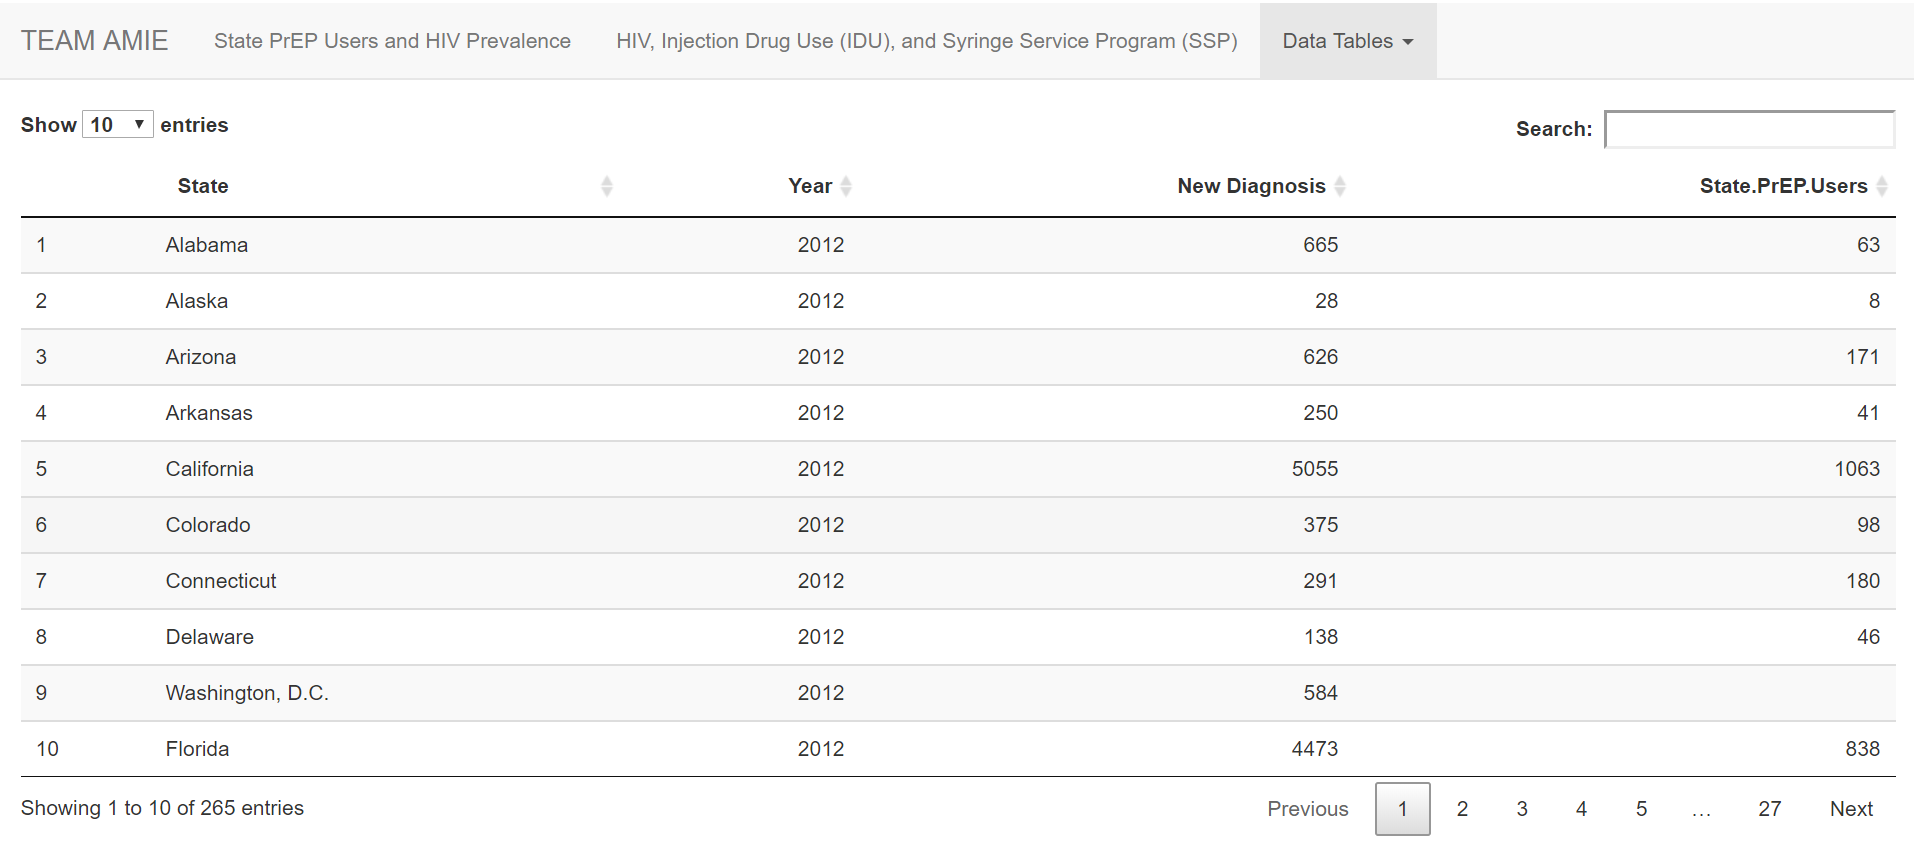 TEAM AMIE State PrEP Users and HIV Prevalence HIV, Injection Drug Use (IDU), and Syringe Service Program (SSP) Data Tables
Show 10 entries Search:
State Year New Diagnosis State.PrEP.Users
1 Alabama 2012 665 63
2 Alaska 2012 28 8
3 Arizona 2012 626 171
4 Arkansas 2012 250 41
5 California 2012 5055 1063
6 Colorado 2012 375 98
7 Connecticut 2012 291 180
8 Delaware 2012 138 46
9 Washington, D.C. 2012 584
10 Florida 2012 4473 838
Showing 1 to 10 of 265 entries Previous 1 2 3 4 5 … 27 Next